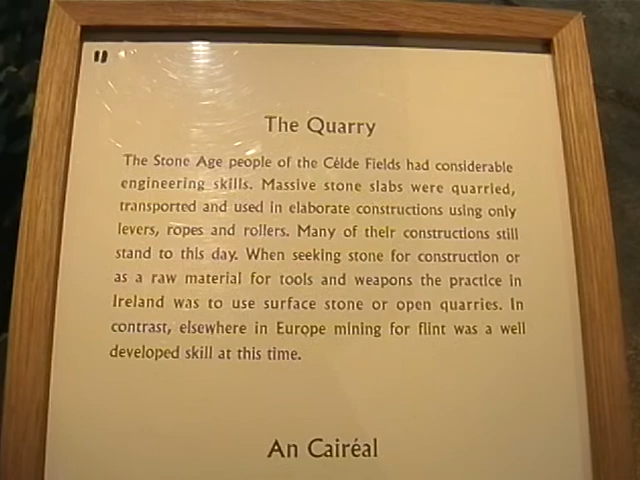 The Quarry
The Stone Age people of the Céide Fields had considerable
engineering skills. Massive stone slabs were quarried,
transported and used in elaborate constructions using only
levers, ropes and rollers. Many of their constructions still
stand to this day. When seeking stone for construction or
as a raw material for tools and weapons the practice in
Ireland was to use surface stone or open quarries. In
contrast, elsewhere in Europe mining for flint was a well
developed skill at this time.
An Cairéal